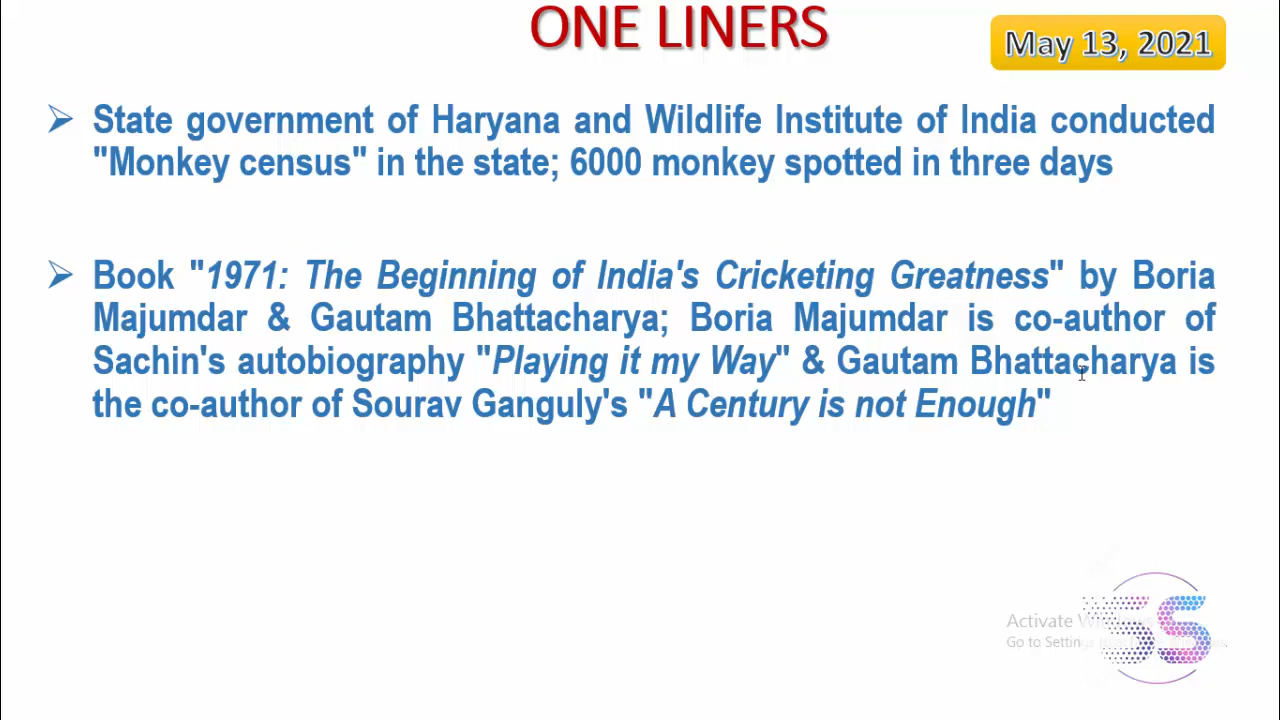 ONE LINERS
May 13, 2021
State government of Haryana and Wildlife Institute of India conducted
"Monkey census" in the state; 6000 monkey spotted in three days
Book "1971: The Beginning of India's Cricketing Greatness" by Boria
Majumdar & Gautam Bhattacharya; Boria Majumdar is co-author of
Sachin's autobiography "Playing it my Way" & Gautam Bhattacharya is
the co-author of Sourav Ganguly's "A Century is not Enough"
Activate
Go to
SS